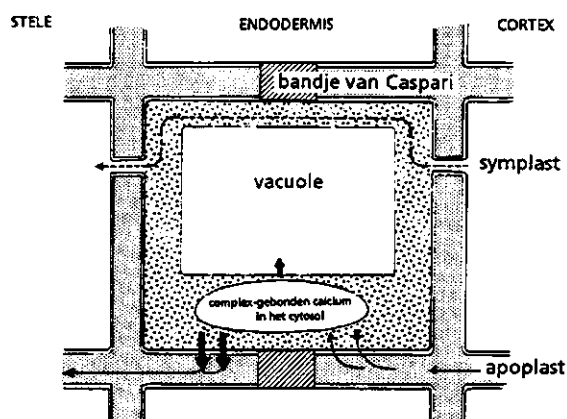 STELE ENDODERMIS CORTEX
bandje van Caspari
symplast
vacuole
complex-gebonden calcium
in het cytosol
apoplast